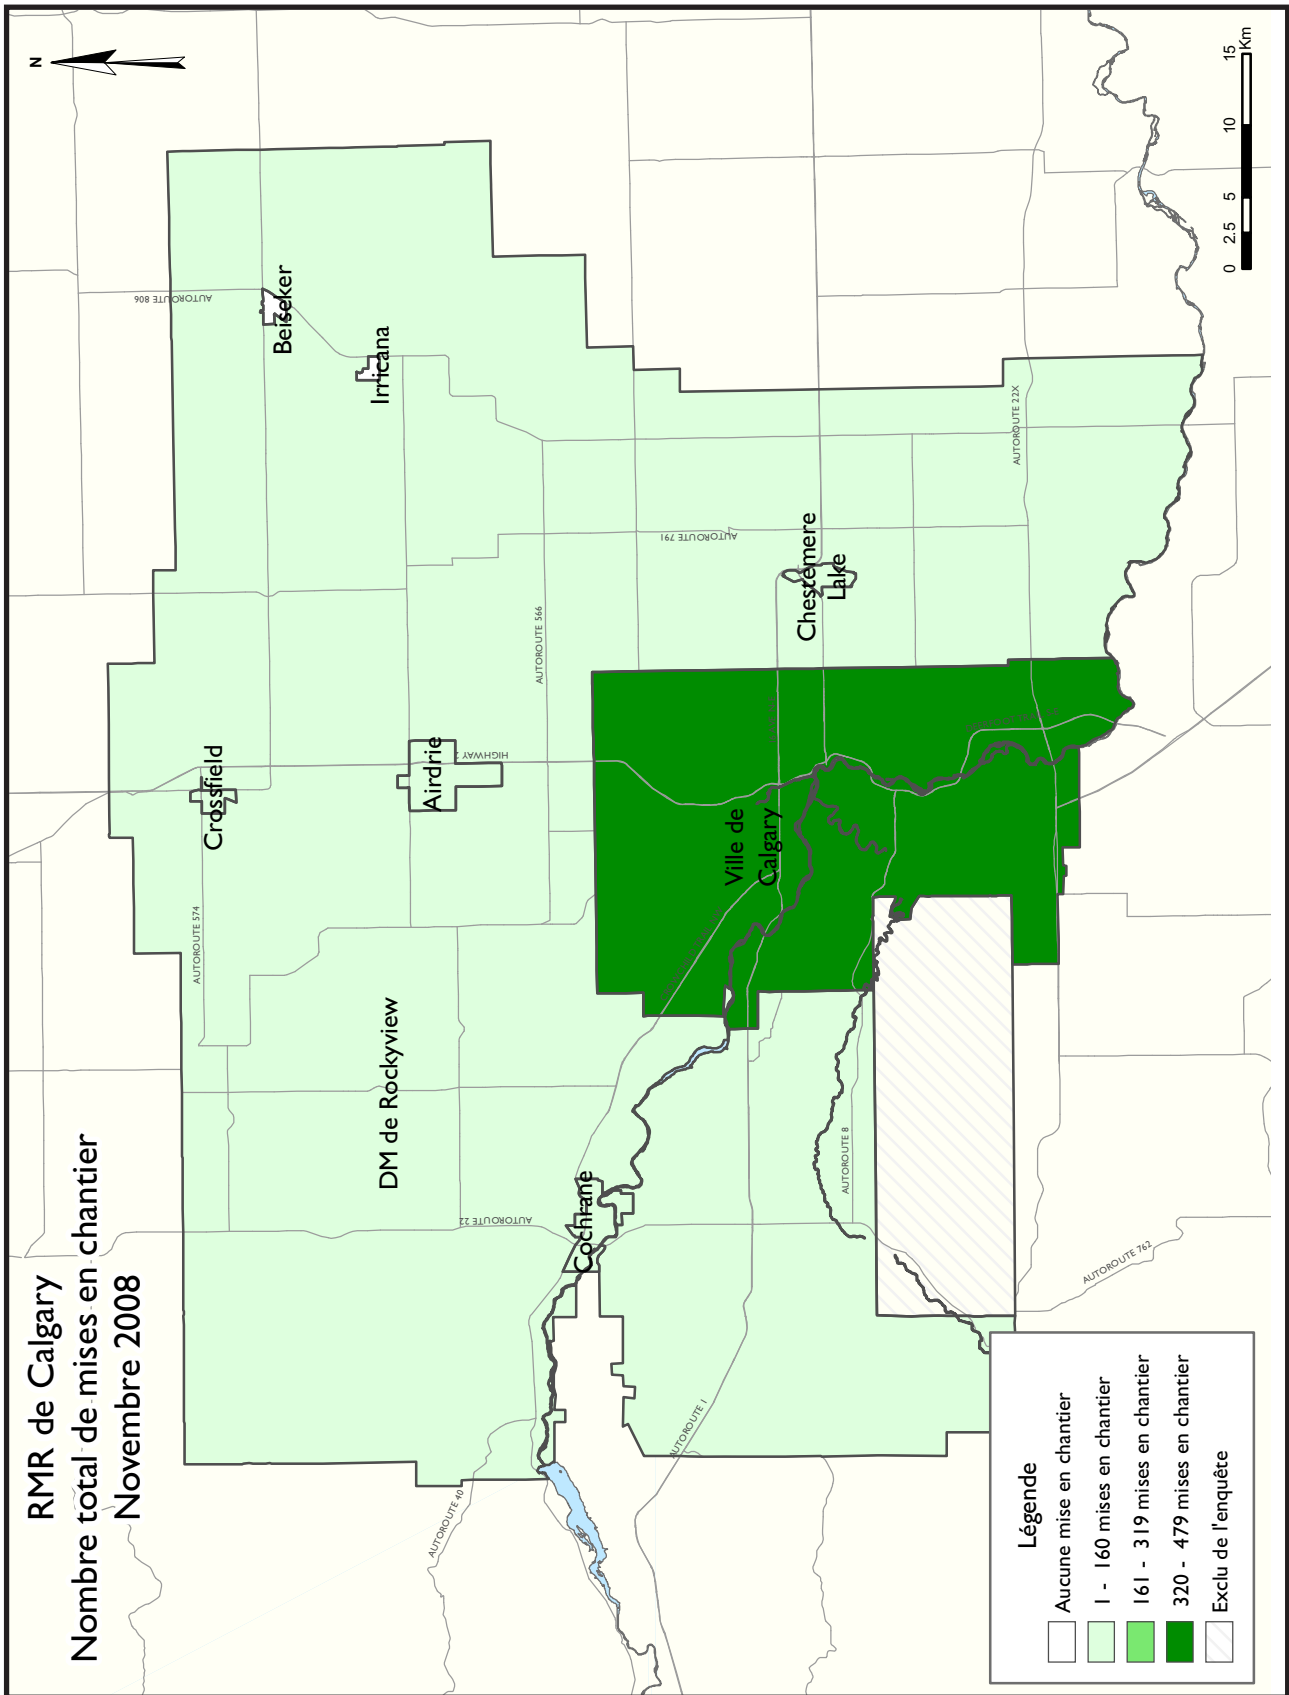 RMR de Calgary
Nombre total de mises en chantier
Novembre 2008
N
AUTOROUTE 806
Beiseker
Irricana
Crossfield
AUTOROUTE 574
Airdrie
HIGHWAY 2
AUTOROUTE 566
DM de Rockyview
AUTOROUTE 22
Cochrane
AUTOROUTE 40
AUTOROUTE 1
Ville de
Calgary
AUTOROUTE 791
Chestemere
Lake
AUTOROUTE 22X
AUTOROUTE 8
AUTOROUTE 762
Légende
Aucune mise en chantier
1 - 160 mises en chantier
161 - 319 mises en chantier
320 - 479 mises en chantier
Exclu de l'enquête
0 2.5 5 10 15
Km